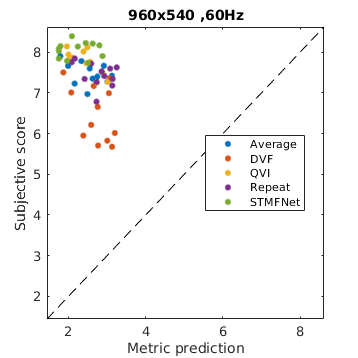 960x540 ,60Hz
Subjective score
8
7
6
5
4
3
2
Average
DVF
QVI
Repeat
STMFNet
2 4 6 8
Metric prediction